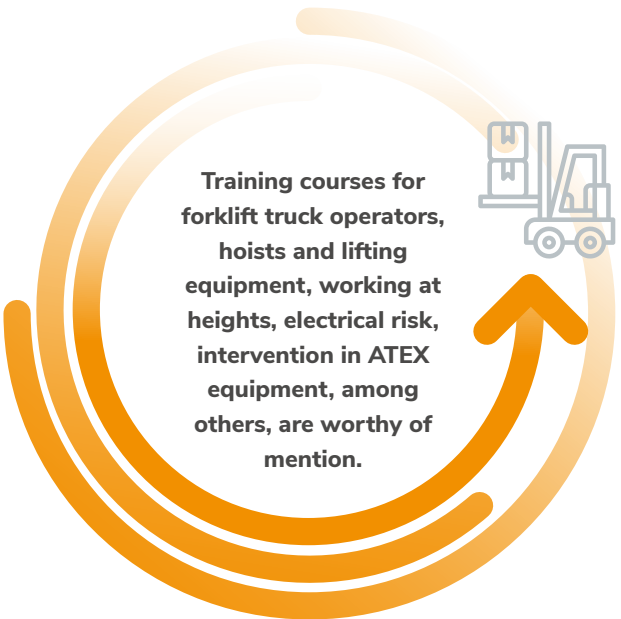 Training courses for
forklift truck operators,
hoists and lifting
equipment, working at
heights, electrical risk,
intervention in ATEX
equipment, among
others, are worthy of
mention.